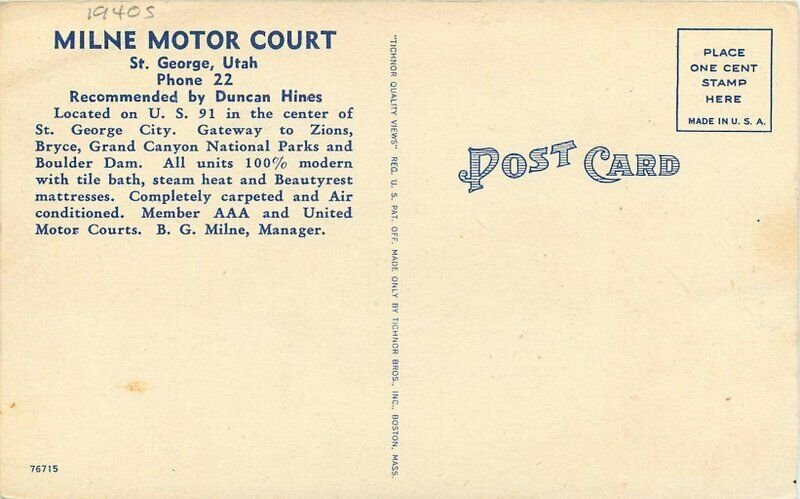 1940s
MILNE MOTOR COURT
St. George, Utah
Phone 22
Recommended by Duncan Hines
Located on U. S. 91 in the center of
St. George City. Gateway to Zions,
Bryce, Grand Canyon National Parks and
Boulder Dam. All units 100% modern
with tile bath, steam heat and Beautyrest
mattresses. Completely carpeted and Air
conditioned. Member AAA and United
Motor Courts. B. G. Milne, Manager.
76715
"TICHNOR QUALITY VIEWS" REG. U. S. PAT. OFF. MADE ONLY BY TICHNOR BROS., INC., BOSTON, MASS.
POST CARD
PLACE
ONE CENT
STAMP
HERE
MADE IN U. S. A.